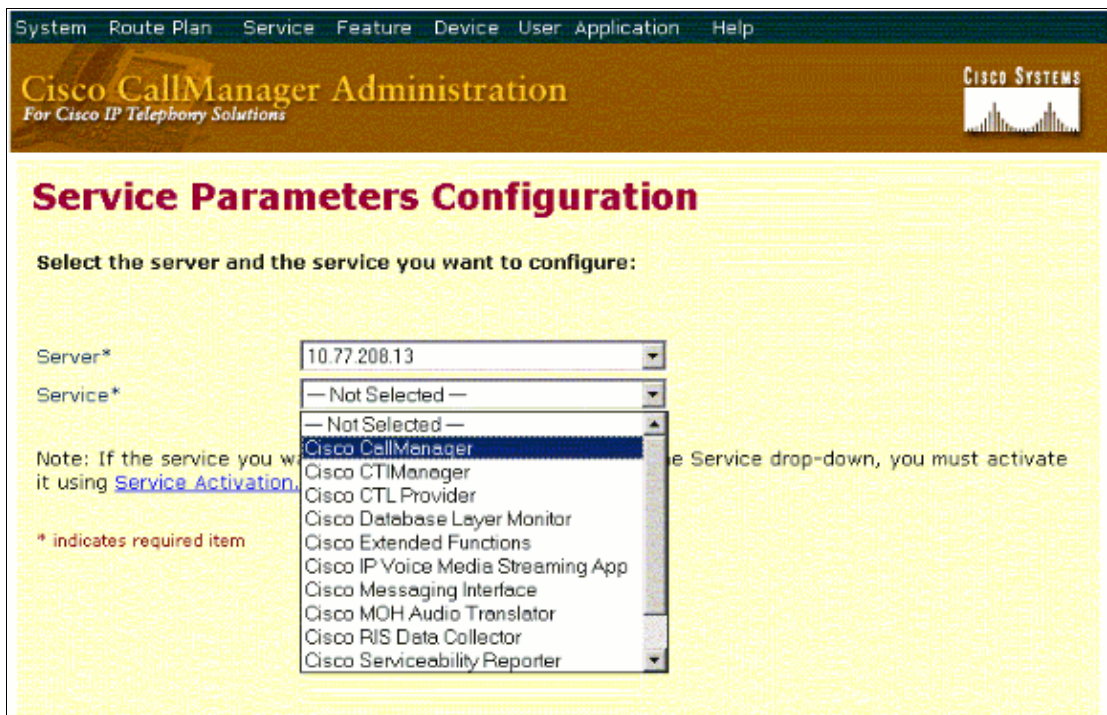 System Route Plan Service Feature Device User Application Help
Cisco CallManager Administration
For Cisco IP Telephony Solutions
CISCO SYSTEMS
Service Parameters Configuration
Select the server and the service you want to configure:
Server* 10.77.208.13
Service* — Not Selected —
— Not Selected —
Cisco CallManager
Cisco CTIManager
Cisco CTL Provider
Cisco Database Layer Monitor
Cisco Extended Functions
Cisco IP Voice Media Streaming App
Cisco Messaging Interface
Cisco MOH Audio Translator
Cisco RIS Data Collector
Cisco Serviceability Reporter
Note: If the service you e Service drop-down, you must activate
it using Service Activation.
* indicates required item